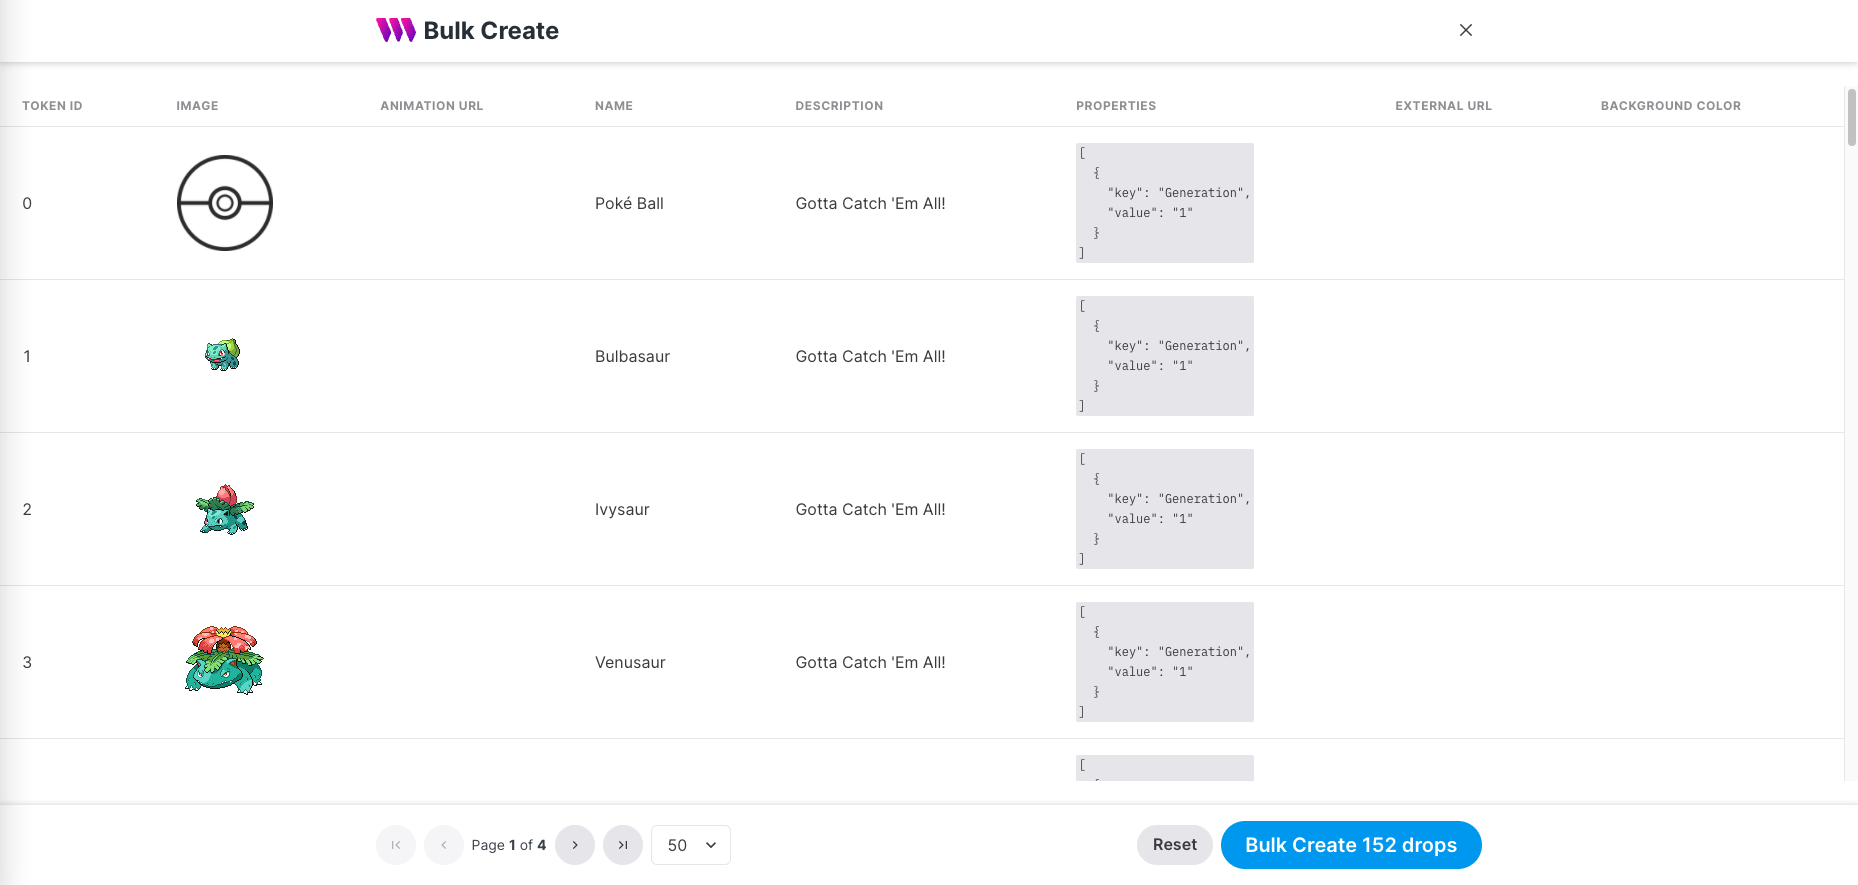 Bulk Create
TOKEN ID IMAGE ANIMATION URL NAME DESCRIPTION PROPERTIES EXTERNAL URL BACKGROUND COLOR
0 Poké Ball Gotta Catch 'Em All!
[
{
"key": "Generation",
"value": "1"
}
]
1 Bulbasaur Gotta Catch 'Em All!
[
{
"key": "Generation",
"value": "1"
}
]
2 Ivysaur Gotta Catch 'Em All!
[
{
"key": "Generation",
"value": "1"
}
]
3 Venusaur Gotta Catch 'Em All!
[
{
"key": "Generation",
"value": "1"
}
]
[
Page 1 of 4 50 Reset Bulk Create 152 drops